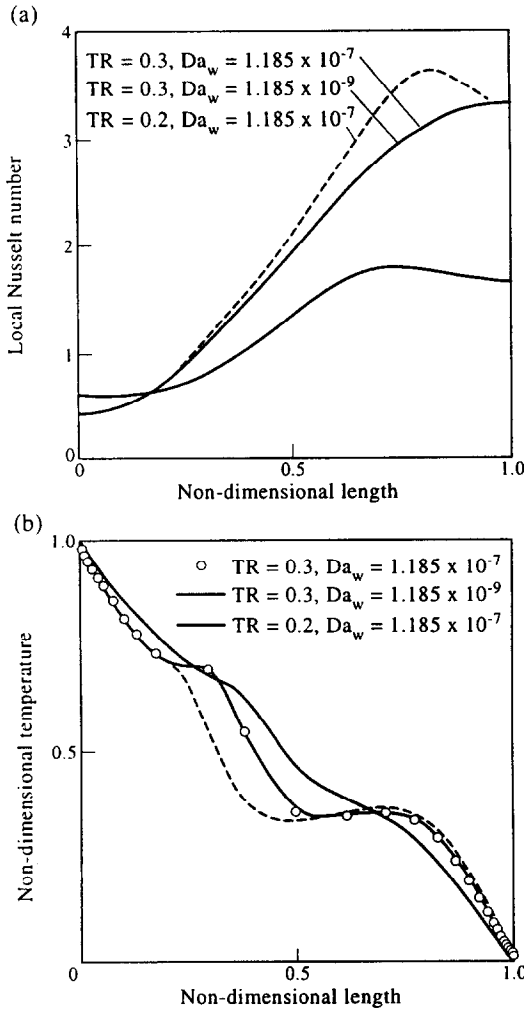 (a)
4
TR = 0.3, Da_w = 1.185 x 10^-7
TR = 0.3, Da_w = 1.185 x 10^-9
TR = 0.2, Da_w = 1.185 x 10^-7
3
2
1
0
Local Nusselt number
0 0.5 1.0
Non-dimensional length
(b)
1.0
TR = 0.3, Da_w = 1.185 x 10^-7
TR = 0.3, Da_w = 1.185 x 10^-9
TR = 0.2, Da_w = 1.185 x 10^-7
0.5
0
Non-dimensional temperature
0 0.5 1.0
Non-dimensional length